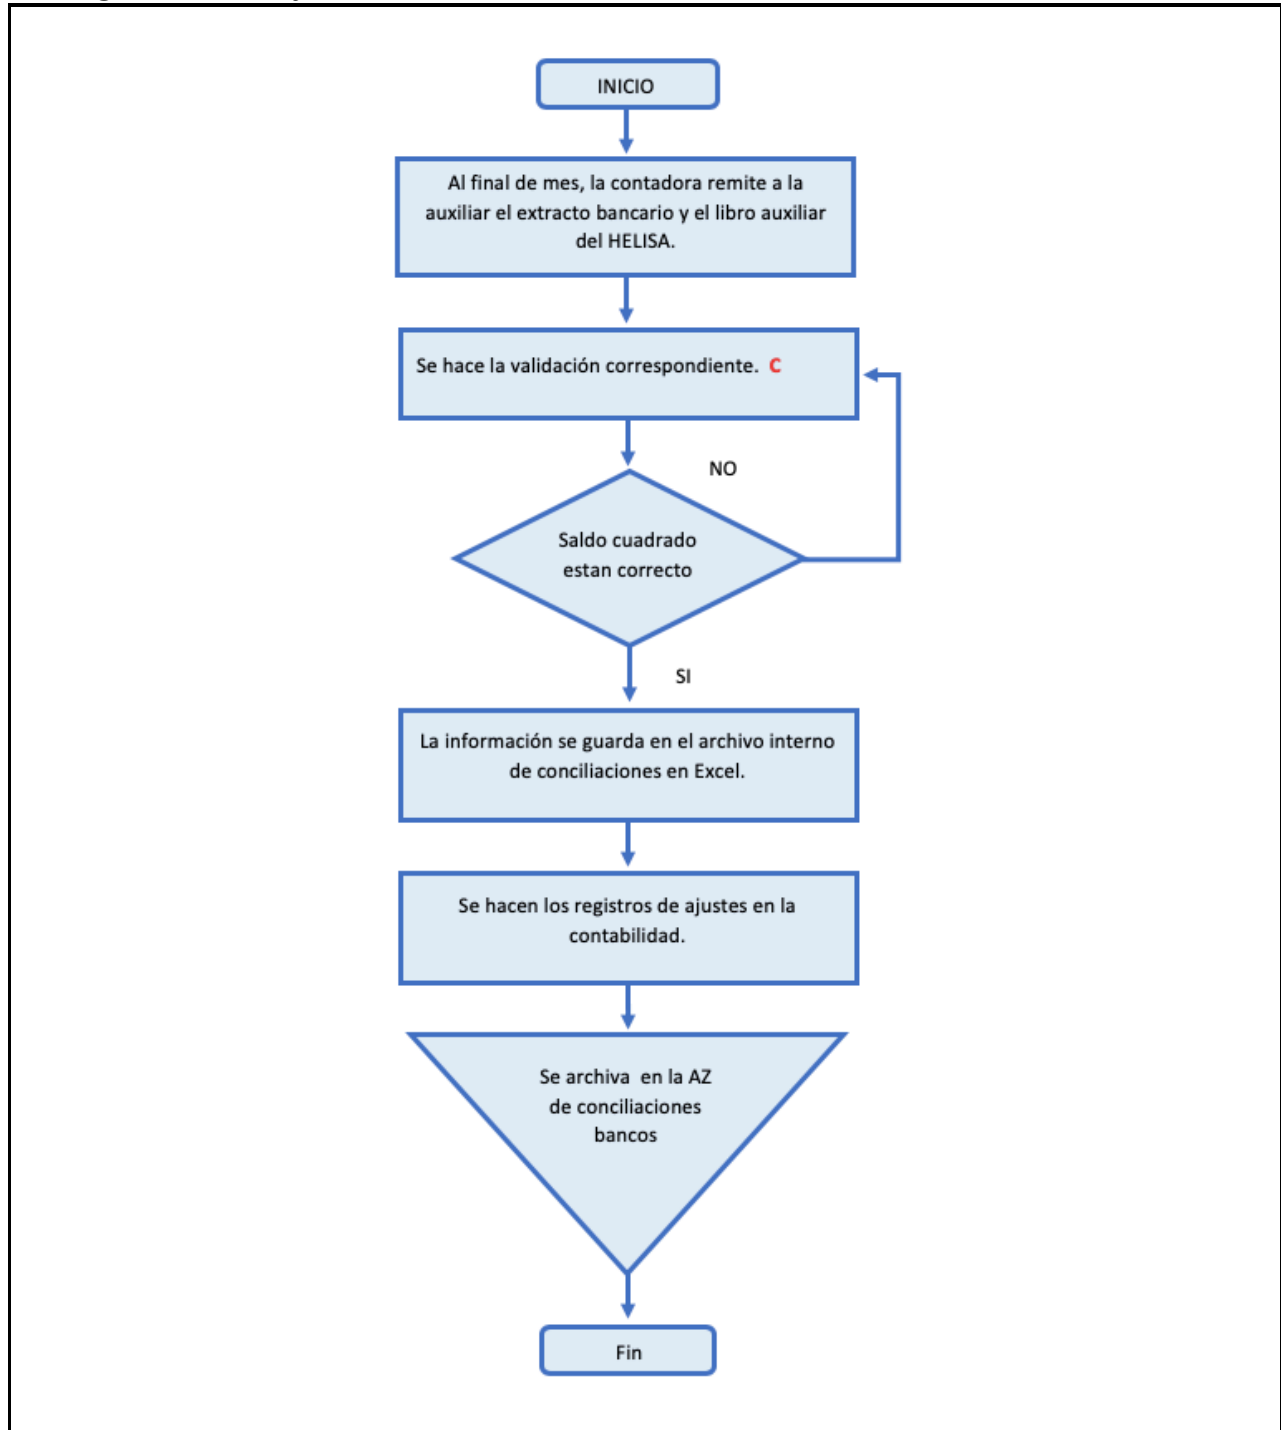 INICIO
Al final de mes, la contadora remite a la
auxiliar el extracto bancario y el libro auxiliar
del HELISA.
Se hace la validación correspondiente. C
NO
Saldo cuadrado
estan correcto
SI
La información se guarda en el archivo interno
de conciliaciones en Excel.
Se hacen los registros de ajustes en la
contabilidad.
Se archiva en la AZ
de conciliaciones
bancos
Fin